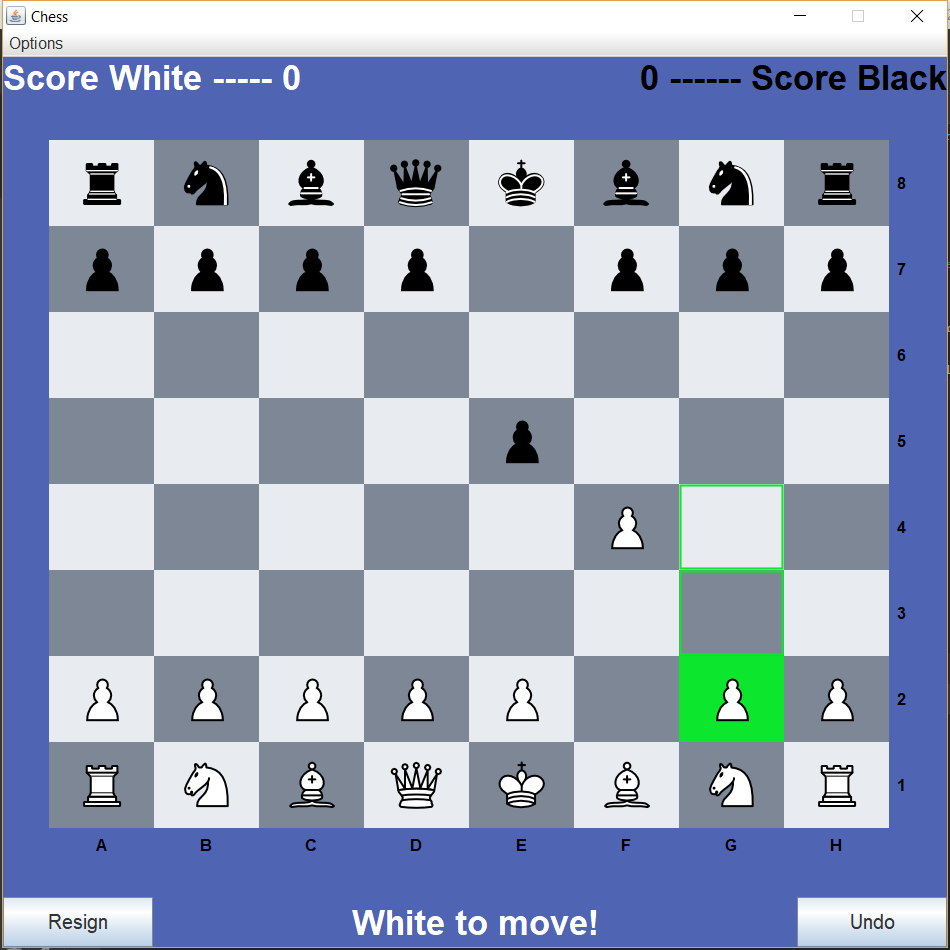 Chess
Options
Score White ----- 0
0 ------ Score Black
8
7
6
5
4
3
2
1
A B C D E F G H
Resign
White to move!
Undo